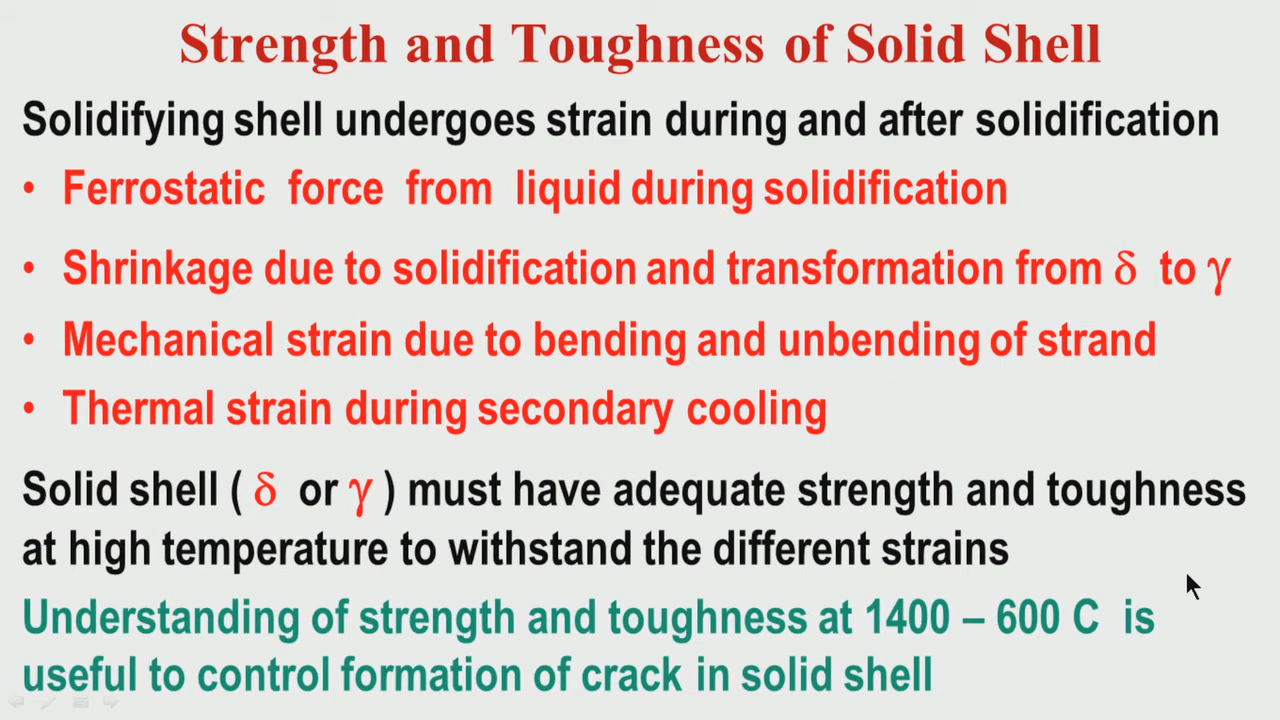 Strength and Toughness of Solid Shell
Solidifying shell undergoes strain during and after solidification
• Ferrostatic force from liquid during solidification
• Shrinkage due to solidification and transformation from δ to γ
• Mechanical strain due to bending and unbending of strand
• Thermal strain during secondary cooling
Solid shell ( δ or γ ) must have adequate strength and toughness
at high temperature to withstand the different strains
Understanding of strength and toughness at 1400 – 600 C is
useful to control formation of crack in solid shell